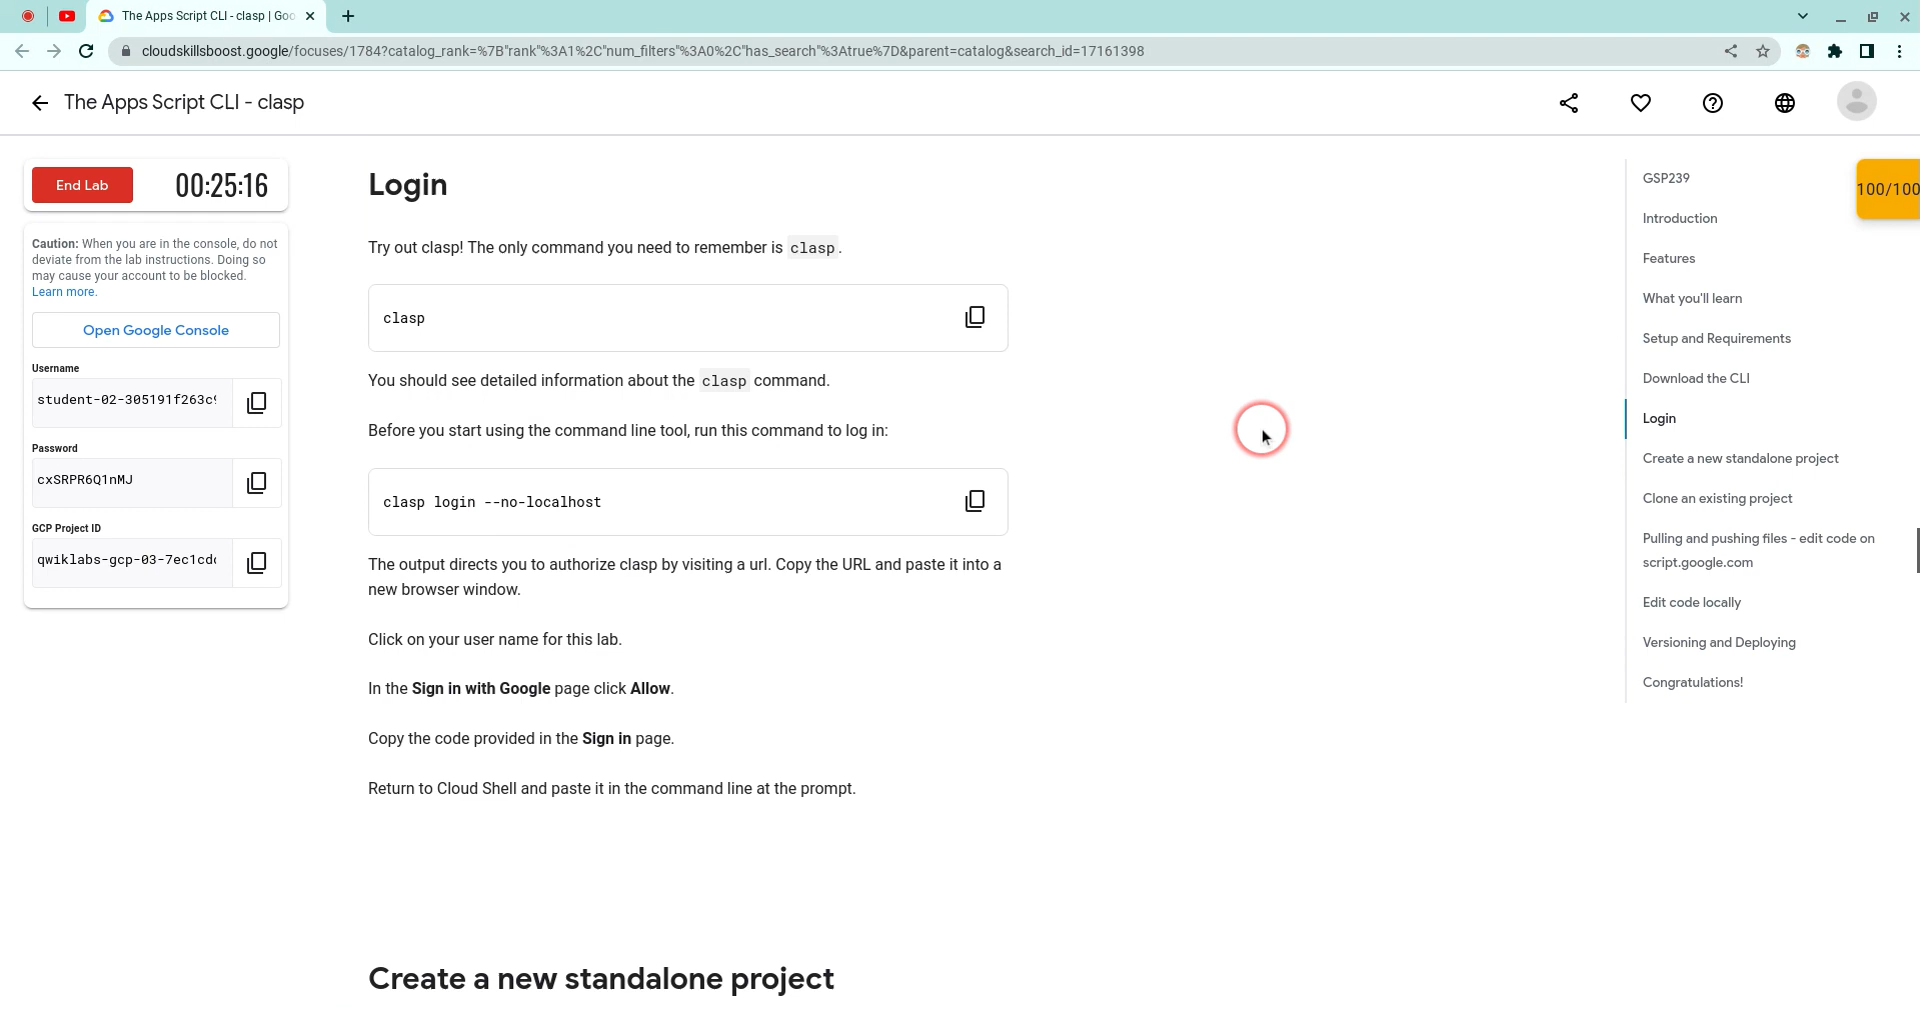 The Apps Script CLI - clasp | Goo
cloudskillsboost.google/focuses/1784?catalog_rank=%7B"rank"%3A1%2C"num_filters"%3A0%2C"has_search"%3Atrue%7D&parent=catalog&search_id=17161398
The Apps Script CLI - clasp
End Lab
00:25:16
Caution: When you are in the console, do not
deviate from the lab instructions. Doing so
may cause your account to be blocked.
Learn more.
Open Google Console
Username
student-02-305191f263c9
Password
cxSRPR6Q1nMJ
GCP Project ID
qwiklabs-gcp-03-7ec1cdc
Login
Try out clasp! The only command you need to remember is clasp.
clasp
You should see detailed information about the clasp command.
Before you start using the command line tool, run this command to log in:
clasp login --no-localhost
The output directs you to authorize clasp by visiting a url. Copy the URL and paste it into a
new browser window.
Click on your user name for this lab.
In the Sign in with Google page click Allow.
Copy the code provided in the Sign in page.
Return to Cloud Shell and paste it in the command line at the prompt.
Create a new standalone project
GSP239
Introduction
Features
What you'll learn
Setup and Requirements
Download the CLI
Login
Create a new standalone project
Clone an existing project
Pulling and pushing files - edit code on
script.google.com
Edit code locally
Versioning and Deploying
Congratulations!
100/100